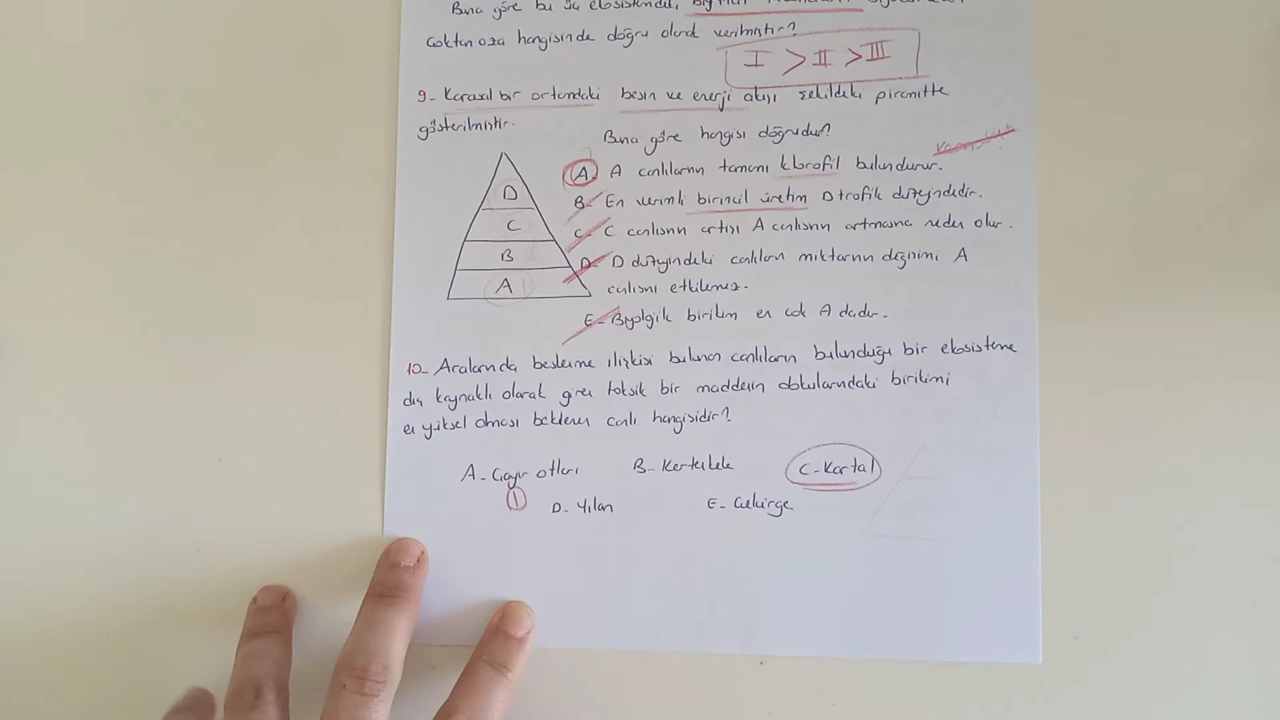 Buna göre bu su ekosistemdeki,
çoktan aza hangisinde doğru olarak verilmiştir?
I > II > III
9- Karasal bir ortamdaki besin ve enerji akışı şekildeki piramitte
gösterilmiştir.
Buna göre hangisi doğrudur?
A- A canlılarının tamamı klorofil bulundurur.
B- En verimli birincil üretim D trofik düzeyindedir.
C- C canlısının artışı A canlısının artmasına neden olur.
D- D düzeyindeki canlıların miktarının değişimi A
canlısını etkilemez.
E- Biyolojik birikim en çok A dadır.
D
C
B
A
10- Aralarında beslenme ilişkisi bulunan canlıların bulunduğu bir ekosisteme
dış kaynaklı olarak giren toksik bir maddenin dokularındaki birikimi
en yüksel olması beklenen canlı hangisidir?
A- Çayır otları B- Kertenkele C- Kartal
1
D- Yılan E- Çekirge